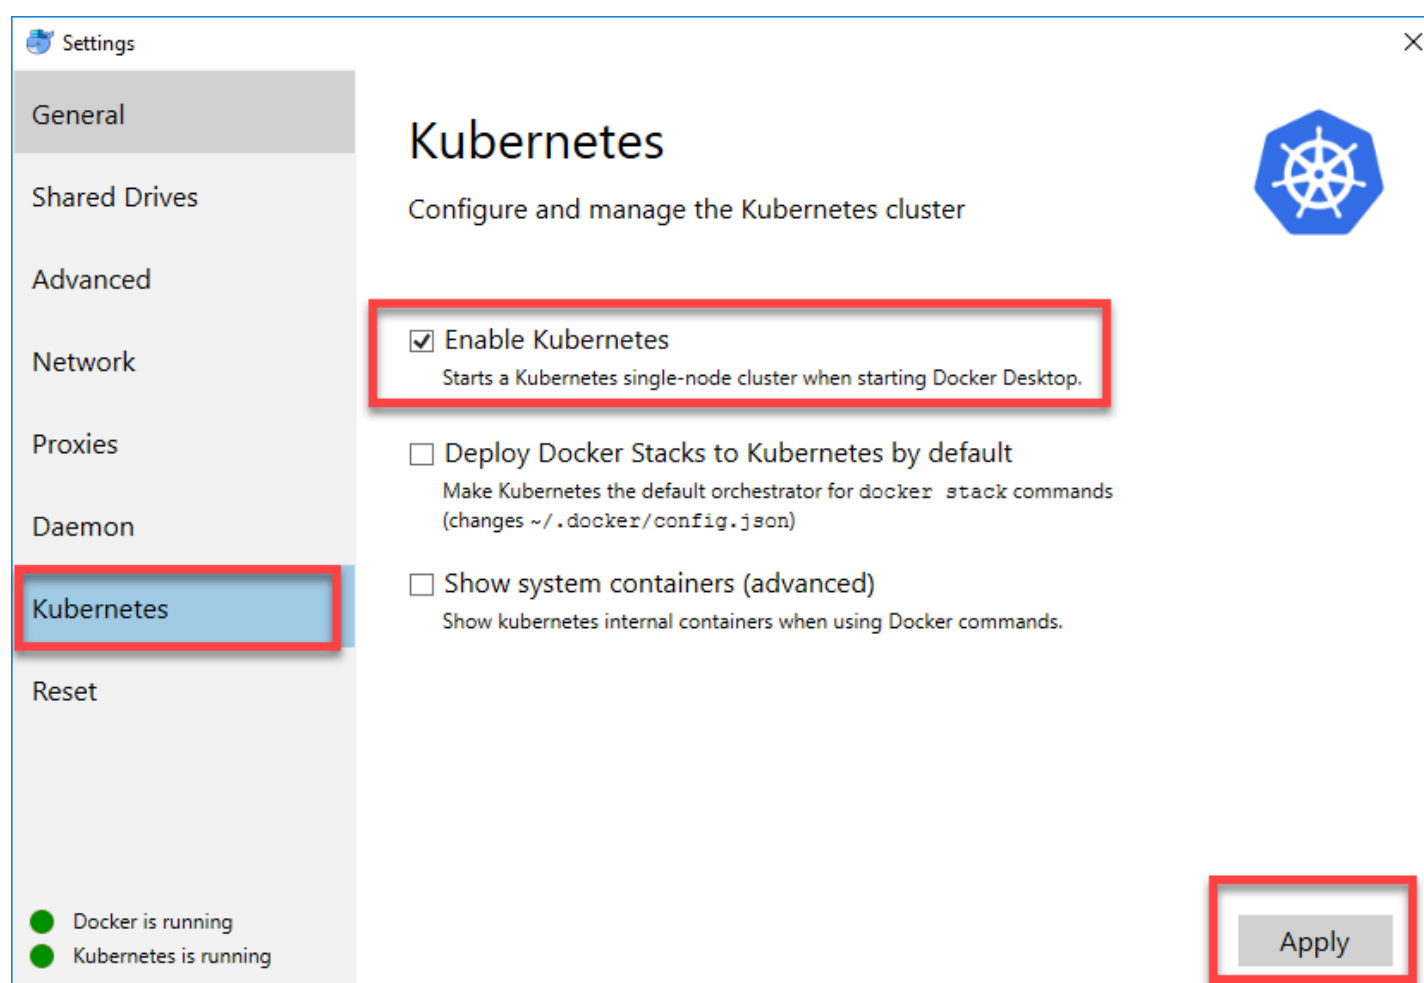 Settings
General
Shared Drives
Advanced
Network
Proxies
Daemon
Kubernetes
Reset
Docker is running
Kubernetes is running
Kubernetes
Configure and manage the Kubernetes cluster
Enable Kubernetes
Starts a Kubernetes single-node cluster when starting Docker Desktop.
Deploy Docker Stacks to Kubernetes by default
Make Kubernetes the default orchestrator for docker stack commands
(changes ~/.docker/config.json)
Show system containers (advanced)
Show kubernetes internal containers when using Docker commands.
Apply